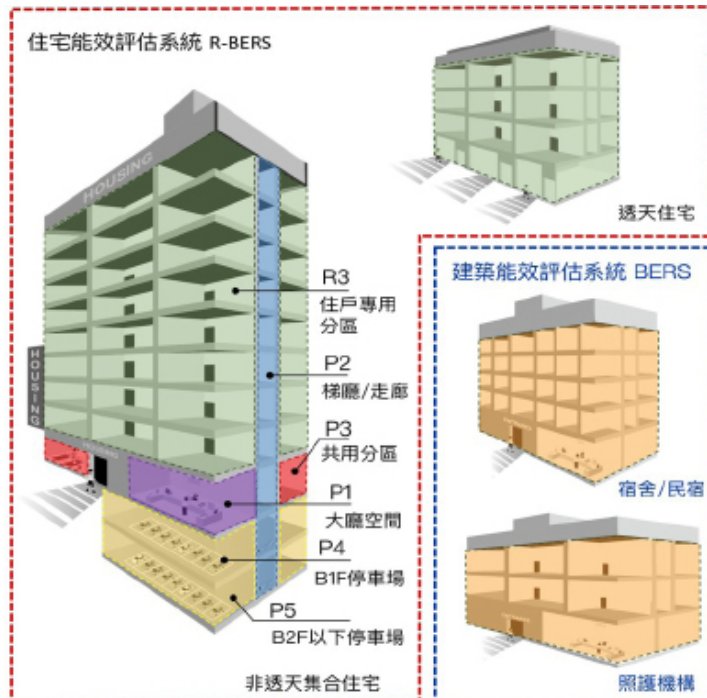 住宅能效評估系統 R-BERS
HOUSING
HOUSING
R3
住戶專用
分區
P2
梯廳/走廊
P3
共用分區
P1
大廳空間
P4
B1F停車場
P5
B2F以下停車場
非透天集合住宅
透天住宅
建築能效評估系統 BERS
宿舍/民宿
照護機構